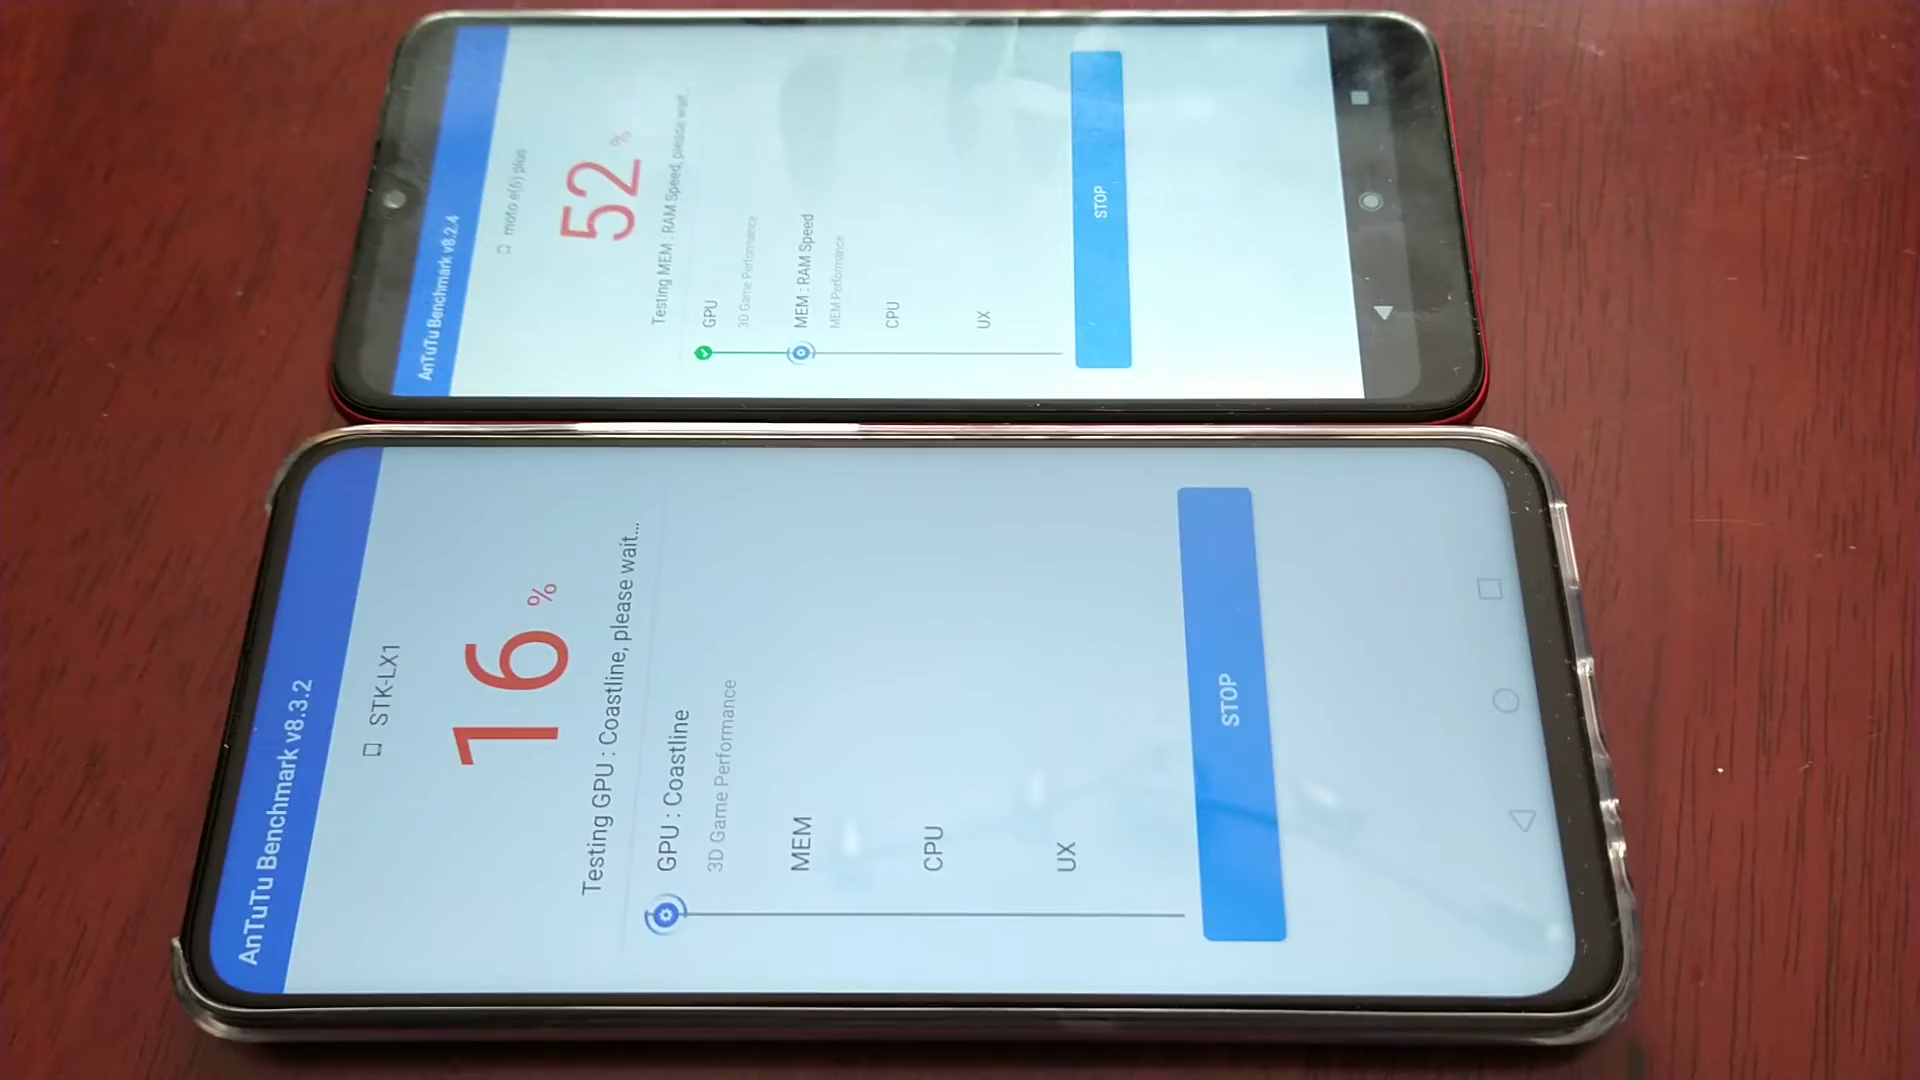 AnTuTu Benchmark v8.2.4
moto e(6) plus
52 %
Testing MEM : RAM Speed, please wait...
GPU
3D Game Performance
MEM : RAM Speed
MEM Performance
CPU
UX
STOP
AnTuTu Benchmark v8.3.2
STK-LX1
16 %
Testing GPU : Coastline, please wait...
GPU : Coastline
3D Game Performance
MEM
CPU
UX
STOP